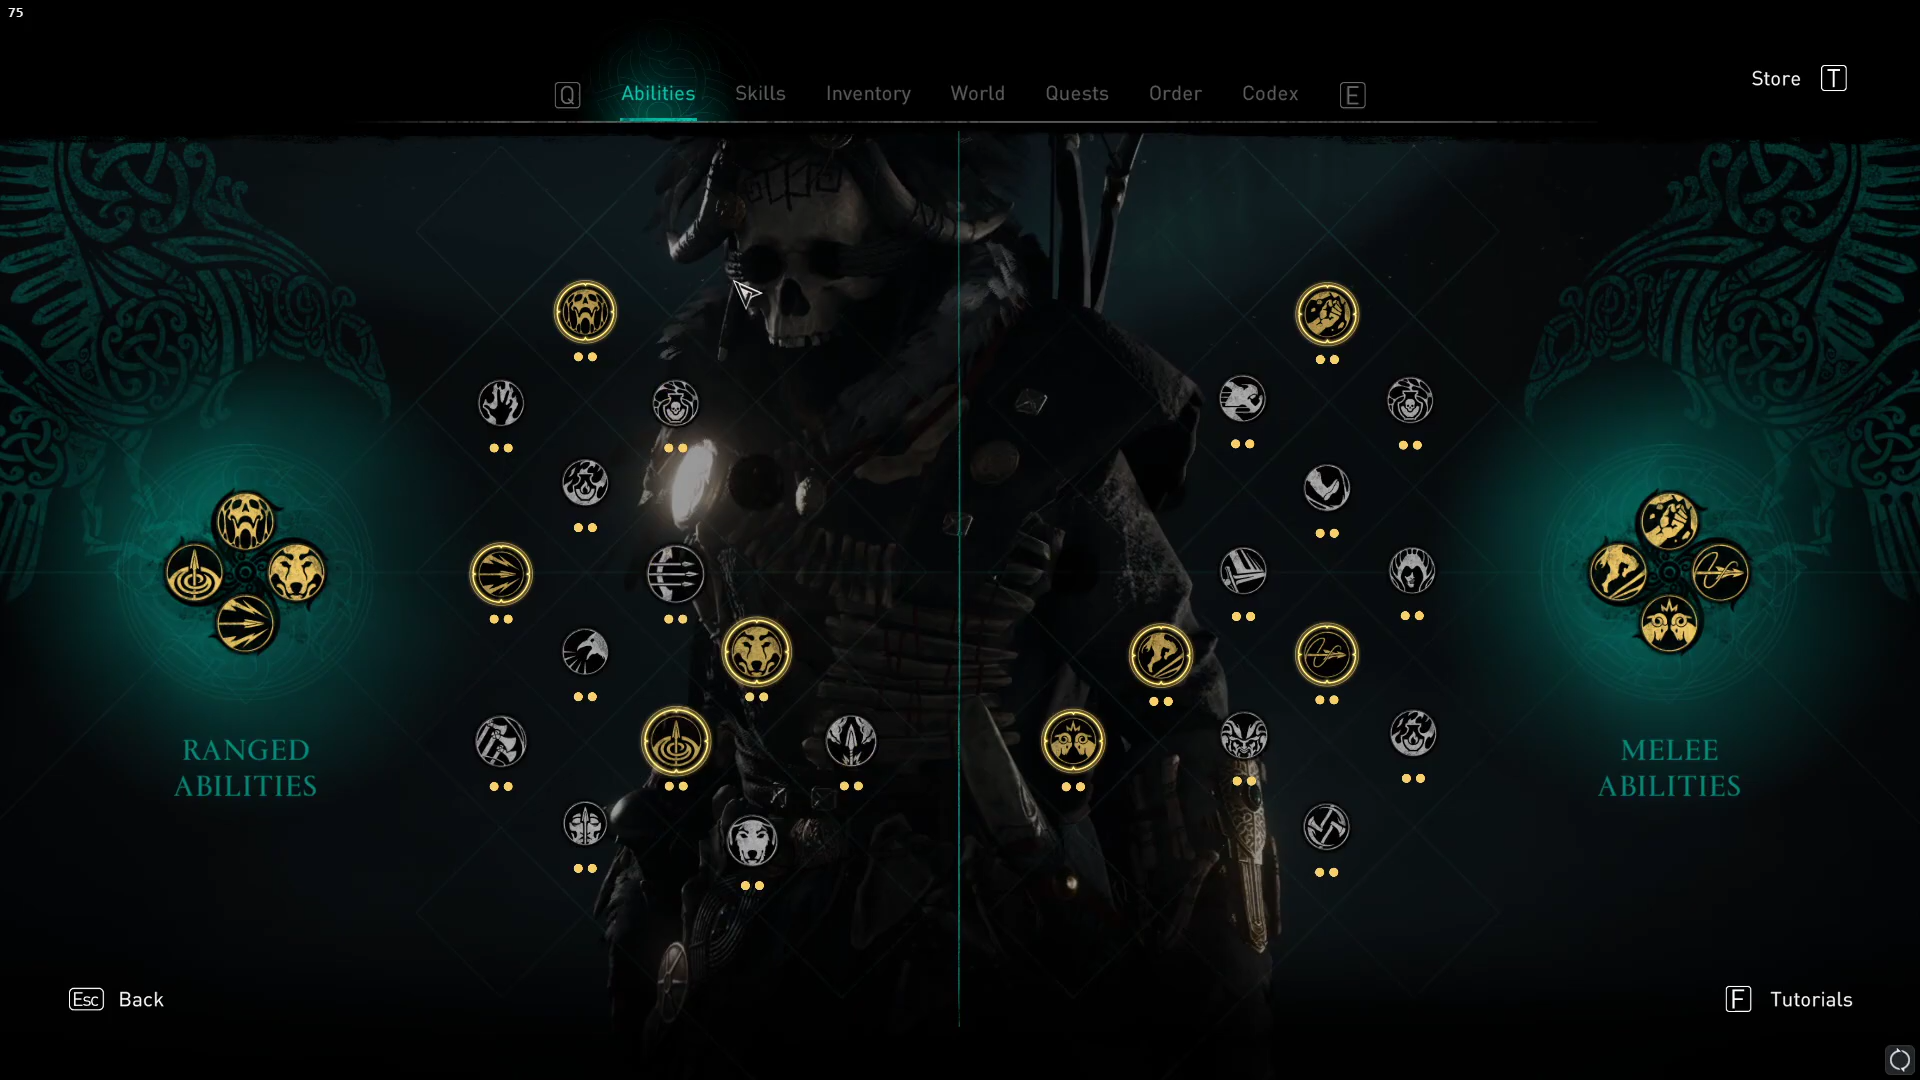 75
Q Abilities Skills Inventory World Quests Order Codex E
Store T
RANGED
ABILITIES
MELEE
ABILITIES
Esc Back
F Tutorials